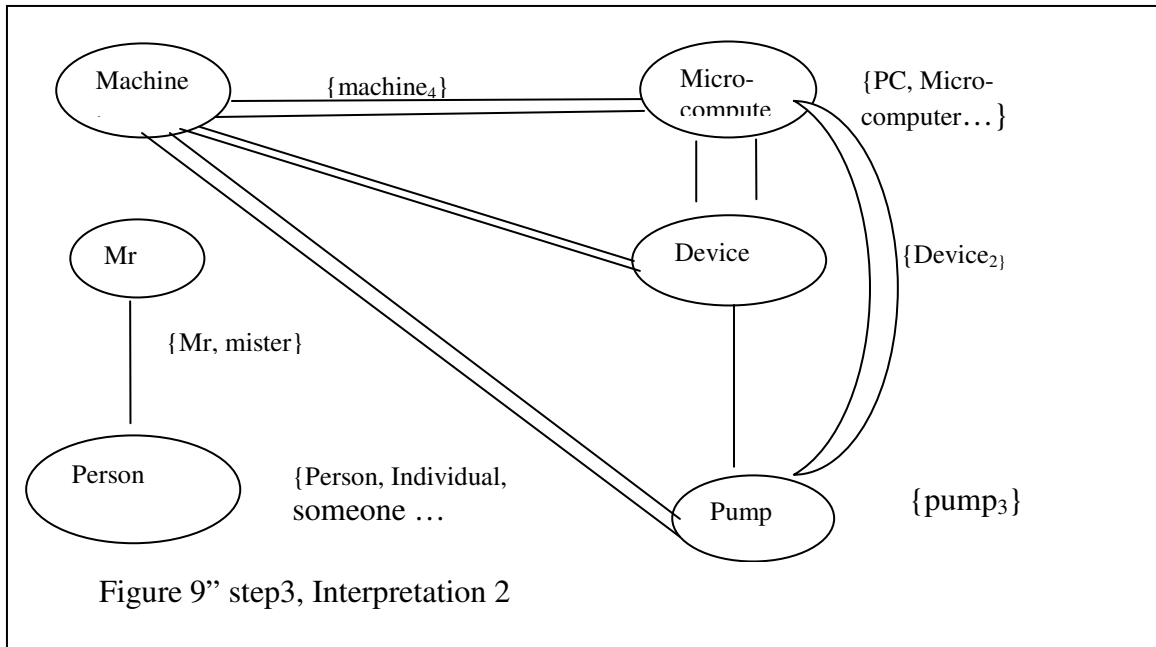 Machine
{machine₄}
Micro-
compute
{PC, Micro-
computer…}
Mr
{Mr, mister}
Device
{Device₂}
Person
{Person, Individual,
someone …
Pump
{pump₃}
Figure 9” step3, Interpretation 2